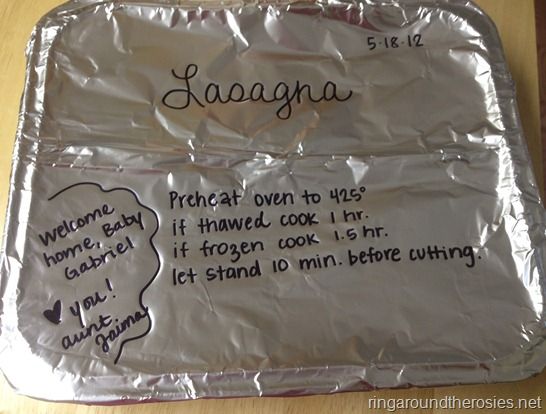 5-18-12
Lasagna
Preheat oven to 425°
if thawed cook 1 hr.
if frozen cook 1.5 hr.
let stand 10 min. before cutting.
Welcome
home, Baby
Gabriel
♥ you!
aunt
Jaima
ringaroundtherosies.net